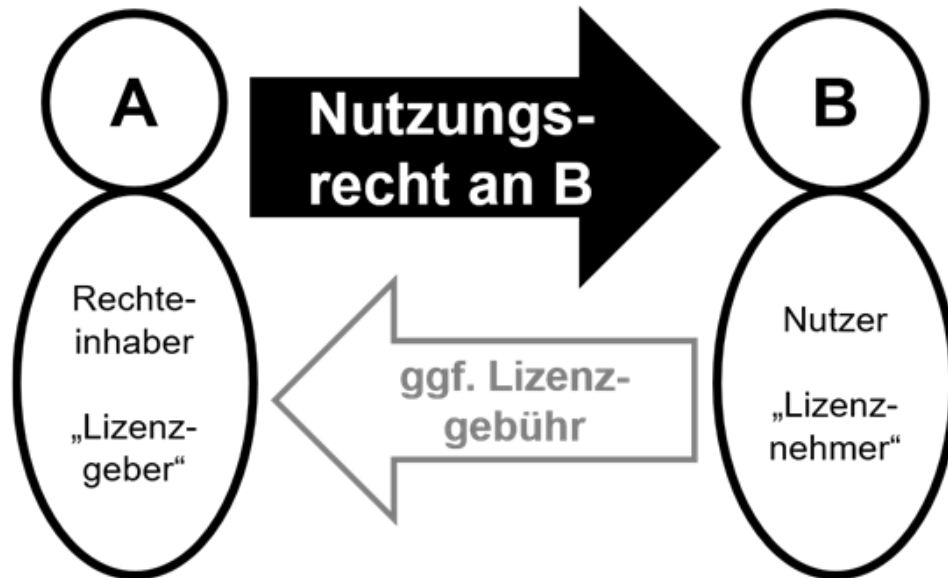 A
Nutzungs-
recht an B
B
Rechte-
inhaber
„Lizenz-
geber“
ggf. Lizenz-
gebühr
Nutzer
„Lizenz-
nehmer“